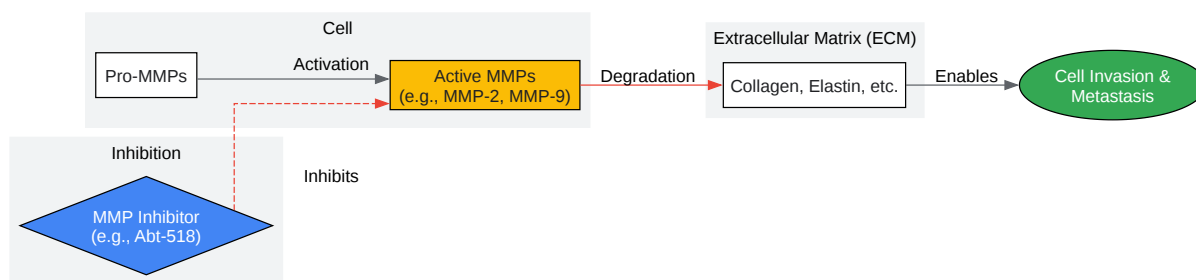 Cell
Extracellular Matrix (ECM)
Pro-MMPs
Activation
Active MMPs
(e.g., MMP-2, MMP-9)
Degradation
Collagen, Elastin, etc.
Enables
Cell Invasion &
Metastasis
Inhibition
Inhibits
MMP Inhibitor
(e.g., Abt-518)